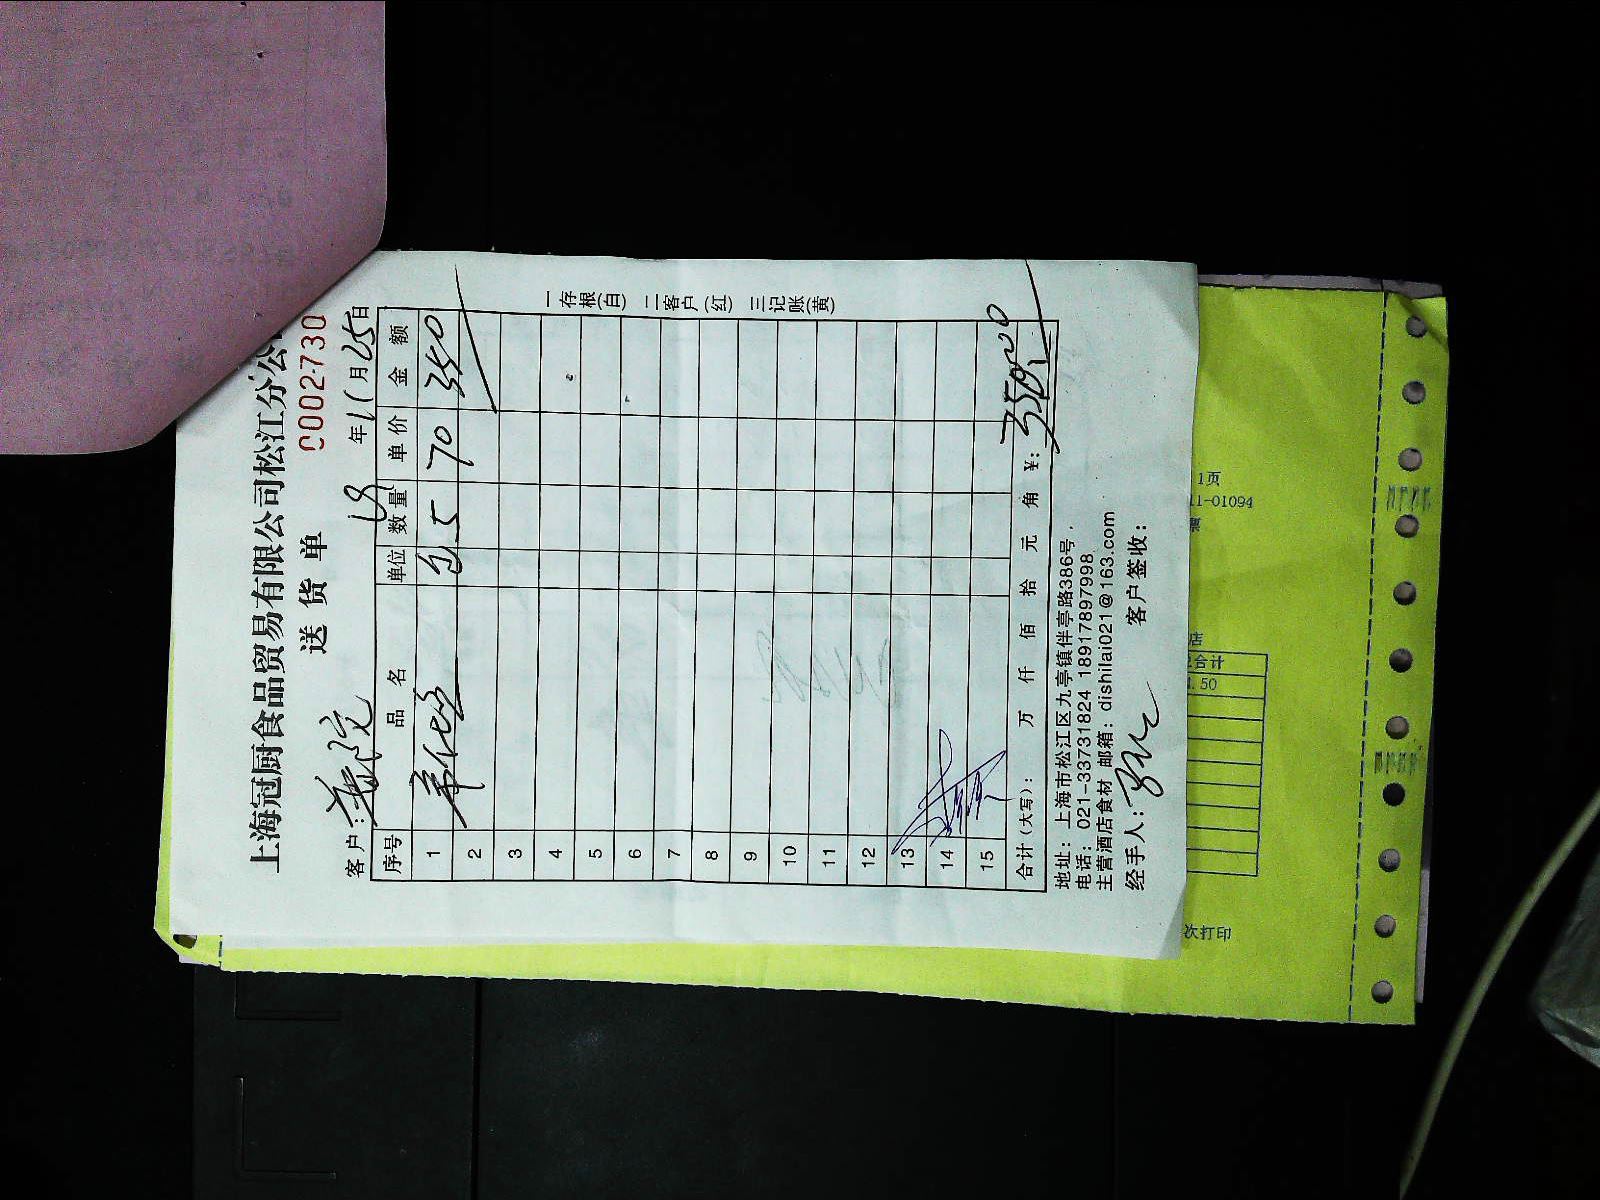 上海冠厨食品贸易有限公司松江分公
0002730
送货单
客户：
年11月25日
序号 品名 单位 数量 单价 金额
1 5 70 350
2
3
4
5
6
7
8
9
10
11
12
13
14
15
合计(大写)： 万 仟 佰 拾 元 角 ¥: 350.00
地址：上海市松江区九亭镇伴亭路386号
电话：021-33731824 18917897998
主营酒店食材 邮箱：dishilai021@163.com
经手人： 客户签收：
一存根(白) 二客户(红) 三记账(黄)
1页
11-01094
店
合计
.50
次打印